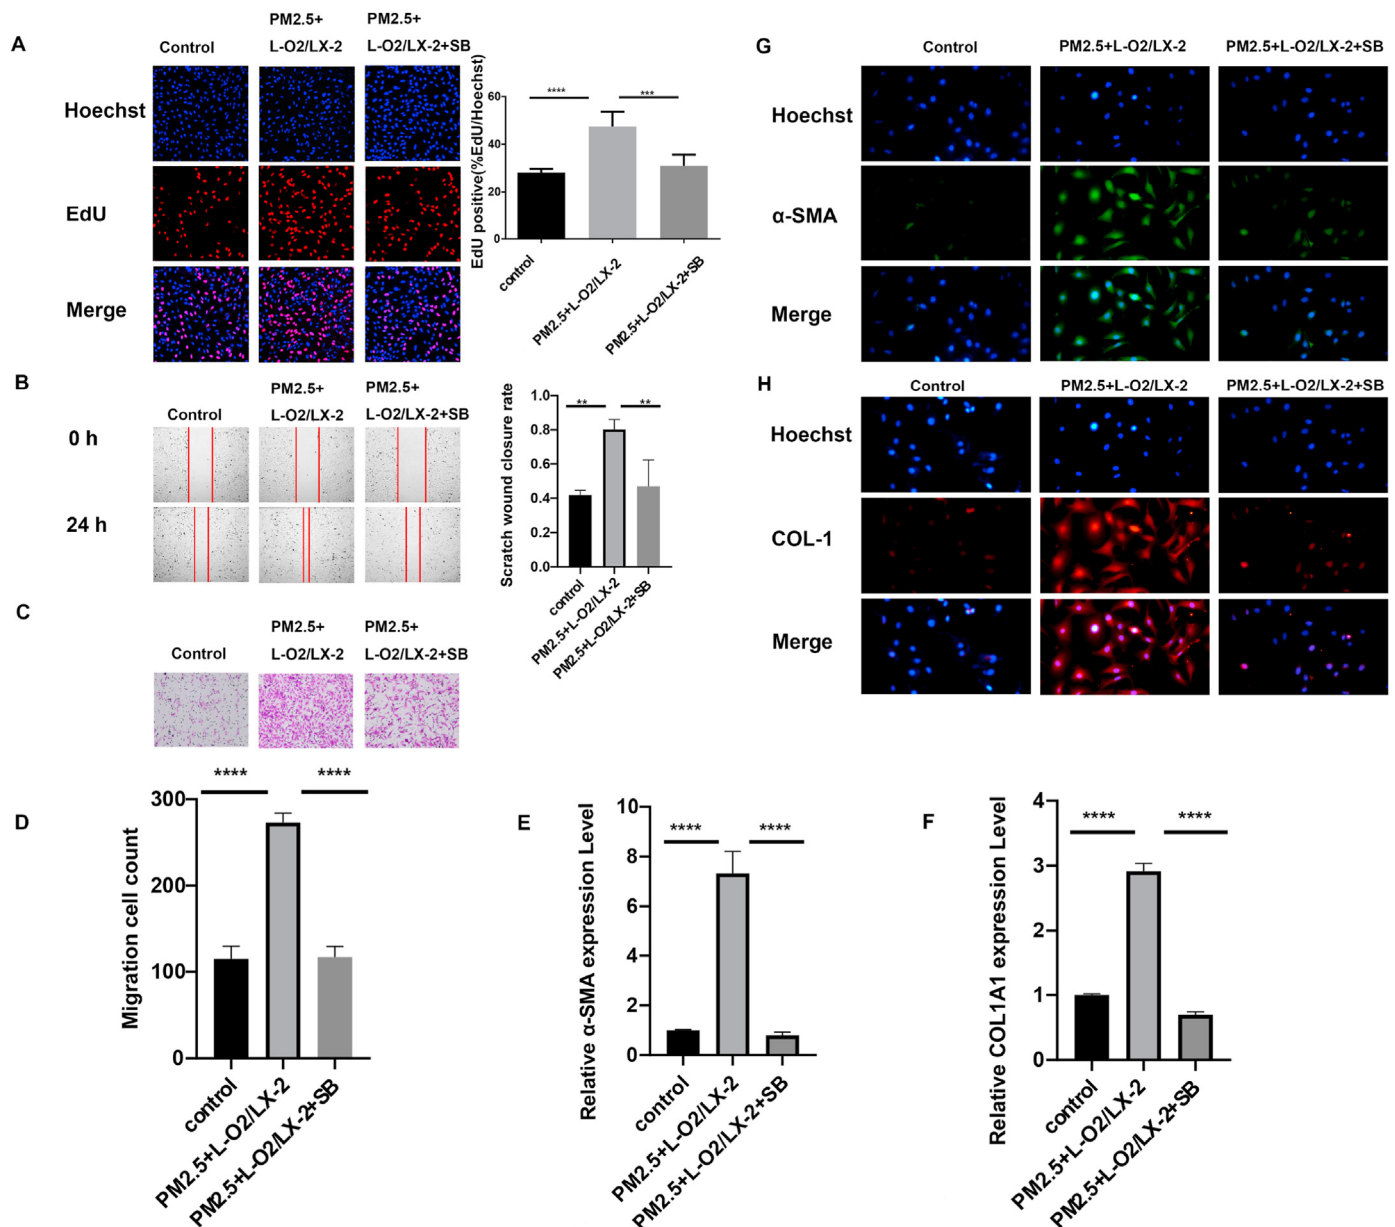 A
Control
PM2.5+
L-O2/LX-2
PM2.5+
L-O2/LX-2+SB
Hoechst
EdU
Merge
EdU positive(%EdU/Hoechst)
60
40
20
0
****
***
control
PM2.5+L-O2/LX-2
PM2.5+L-O2/LX-2+SB
B
Control
PM2.5+
L-O2/LX-2
PM2.5+
L-O2/LX-2+SB
0 h
24 h
Scratch wound closure rate
1.0
0.8
0.6
0.4
0.2
0.0
**
**
control
PM2.5+L-O2/LX-2
PM2.5+L-O2/LX-2+SB
C
Control
PM2.5+
L-O2/LX-2
PM2.5+
L-O2/LX-2+SB
D
Migration cell count
300
200
100
0
****
****
control
PM2.5+L-O2/LX-2
PM2.5+L-O2/LX-2+SB
E
Relative α-SMA expression Level
10
8
6
4
2
0
****
****
control
PM2.5+L-O2/LX-2
PM2.5+L-O2/LX-2+SB
F
Relative COL1A1 expression Level
4
3
2
1
0
****
****
control
PM2.5+L-O2/LX-2
PM2.5+L-O2/LX-2+SB
G
Control
PM2.5+L-O2/LX-2
PM2.5+L-O2/LX-2+SB
Hoechst
α-SMA
Merge
H
Control
PM2.5+L-O2/LX-2
PM2.5+L-O2/LX-2+SB
Hoechst
COL-1
Merge